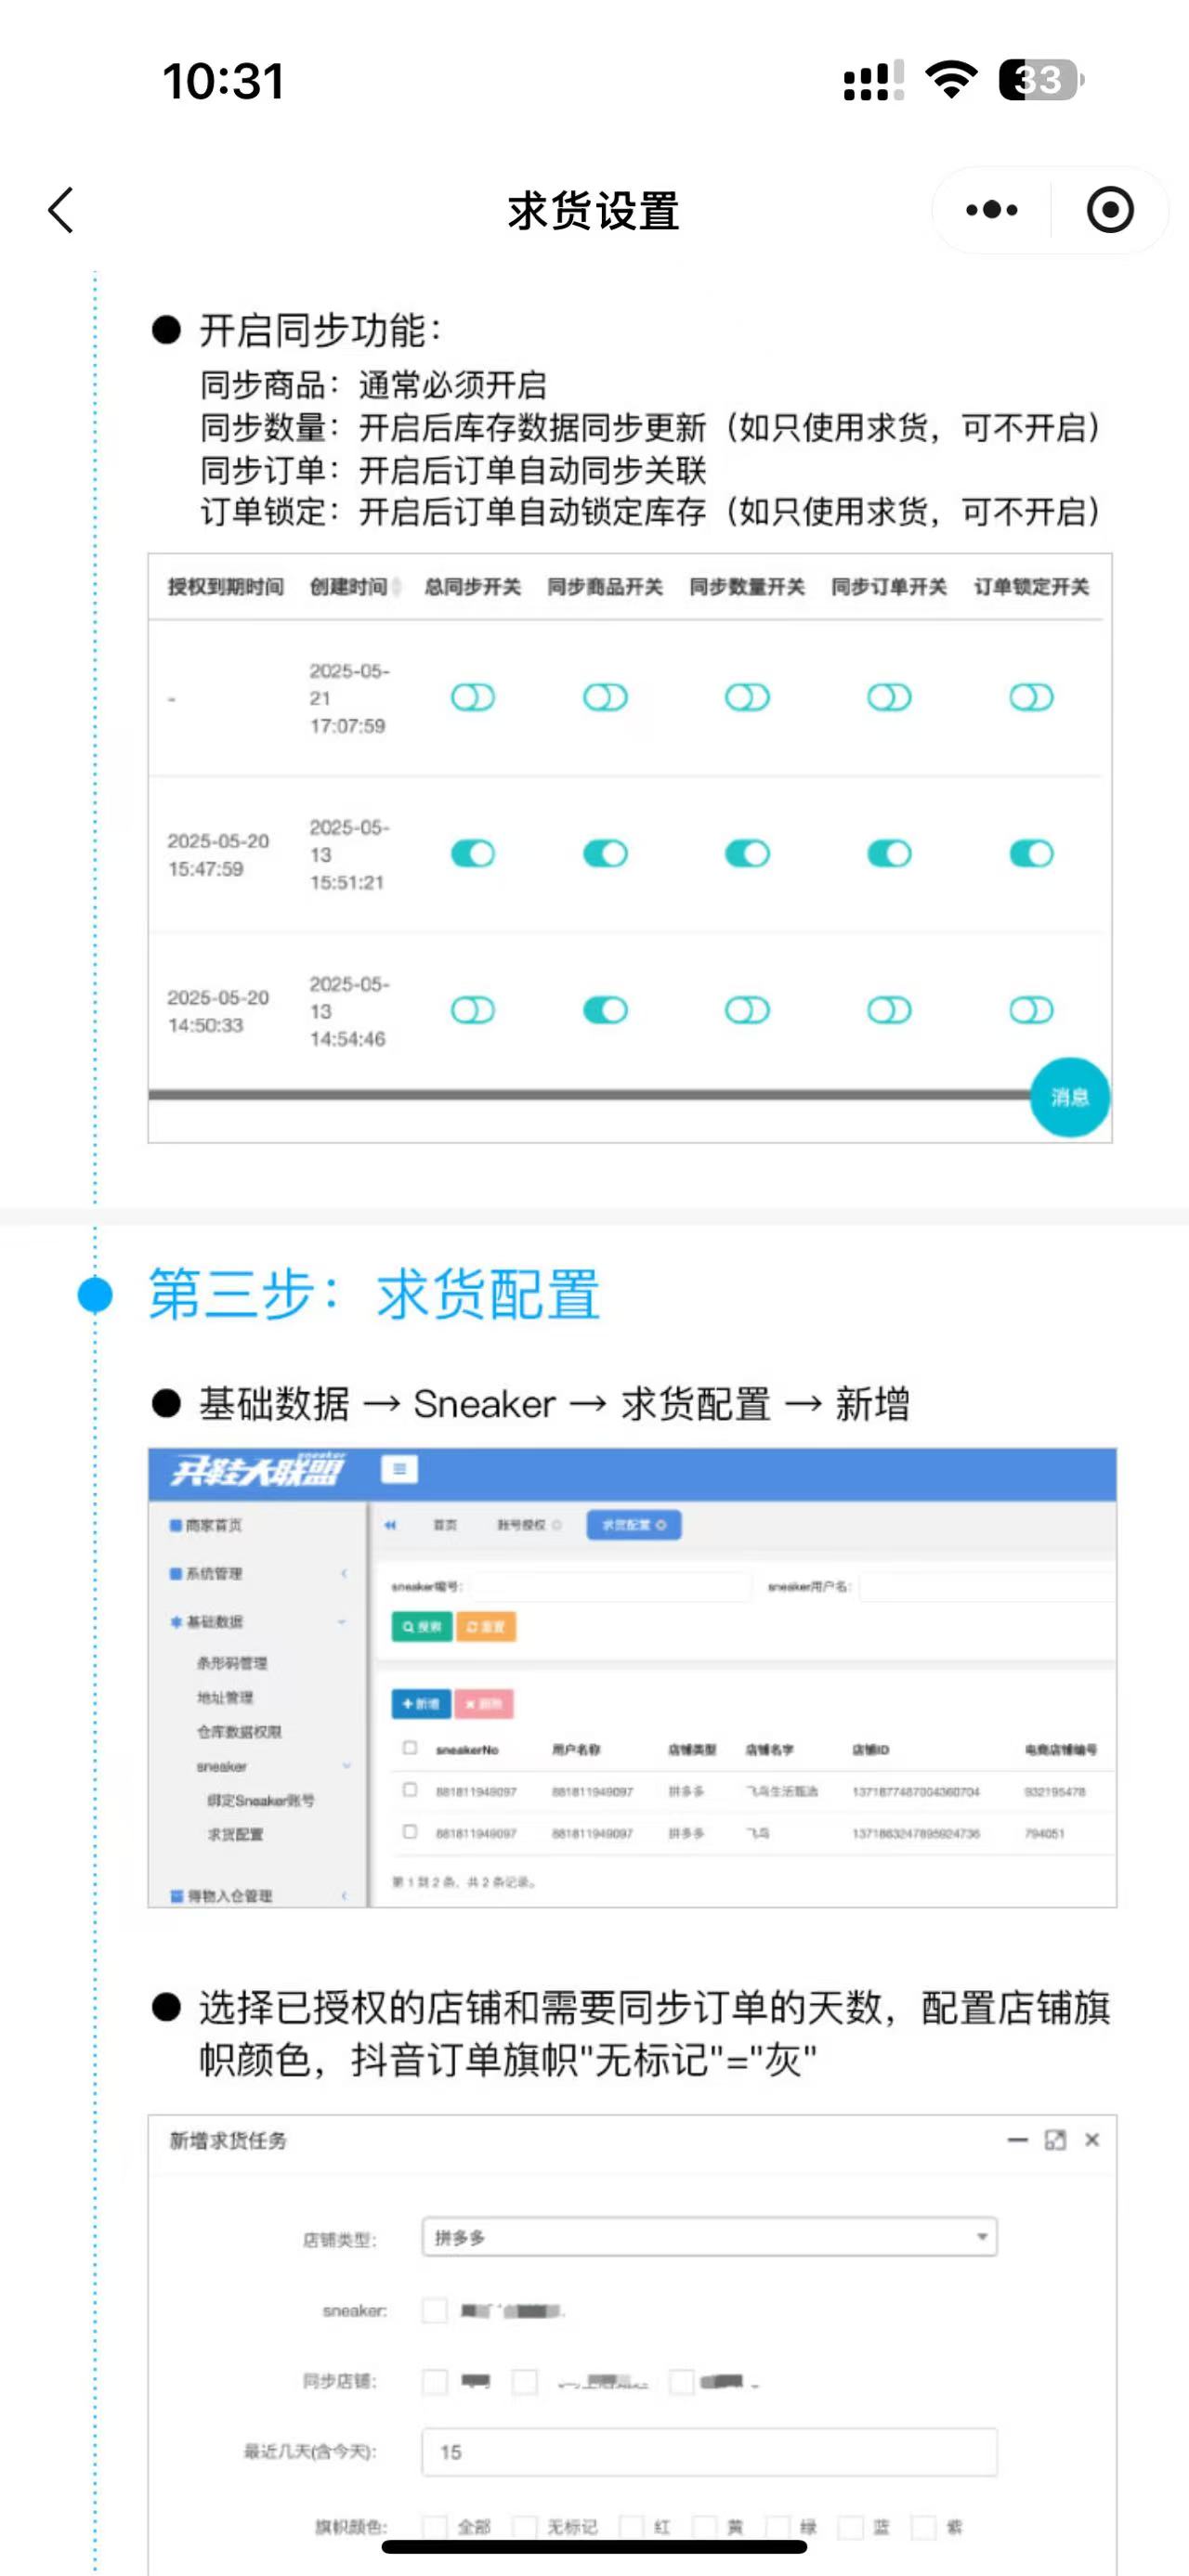 10:31
33
求货设置
● 开启同步功能：
同步商品：通常必须开启
同步数量：开启后库存数据同步更新（如只使用求货，可不开启）
同步订单：开启后订单自动同步关联
订单锁定：开启后订单自动锁定库存（如只使用求货，可不开启）
授权到期时间 创建时间 总同步开关 同步商品开关 同步数量开关 同步订单开关 订单锁定开关
- 2025-05-21 17:07:59
2025-05-20 15:47:59 2025-05-13 15:51:21
2025-05-20 14:50:33 2025-05-13 14:54:46
消息
第三步：求货配置
● 基础数据 → Sneaker → 求货配置 → 新增
sneaker
买鞋大联盟
商家首页
首页 账号授权 求货配置
系统管理
sneaker编号: sneaker用户名:
基础数据
搜索 重置
条形码管理
地址管理
新增 删除
仓库数据权限
sneakerNo 用户名称 店铺类型 店铺名字 店铺ID 电商店铺编号
sneaker
881811949097 881811949097 拼多多 飞鸟生活甄选 1371877487004360704 932195478
绑定Sneaker账号
881811949097 881811949097 拼多多 飞鸟 1371863247895924736 794051
求货配置
第 1 到 2 条，共 2 条记录。
得物入仓管理
● 选择已授权的店铺和需要同步订单的天数，配置店铺旗
帜颜色，抖音订单旗帜"无标记"="灰"
新增求货任务
店铺类型: 拼多多
sneaker:
同步店铺:
最近几天(含今天): 15
旗帜颜色: 全部 无标记 红 黄 绿 蓝 紫